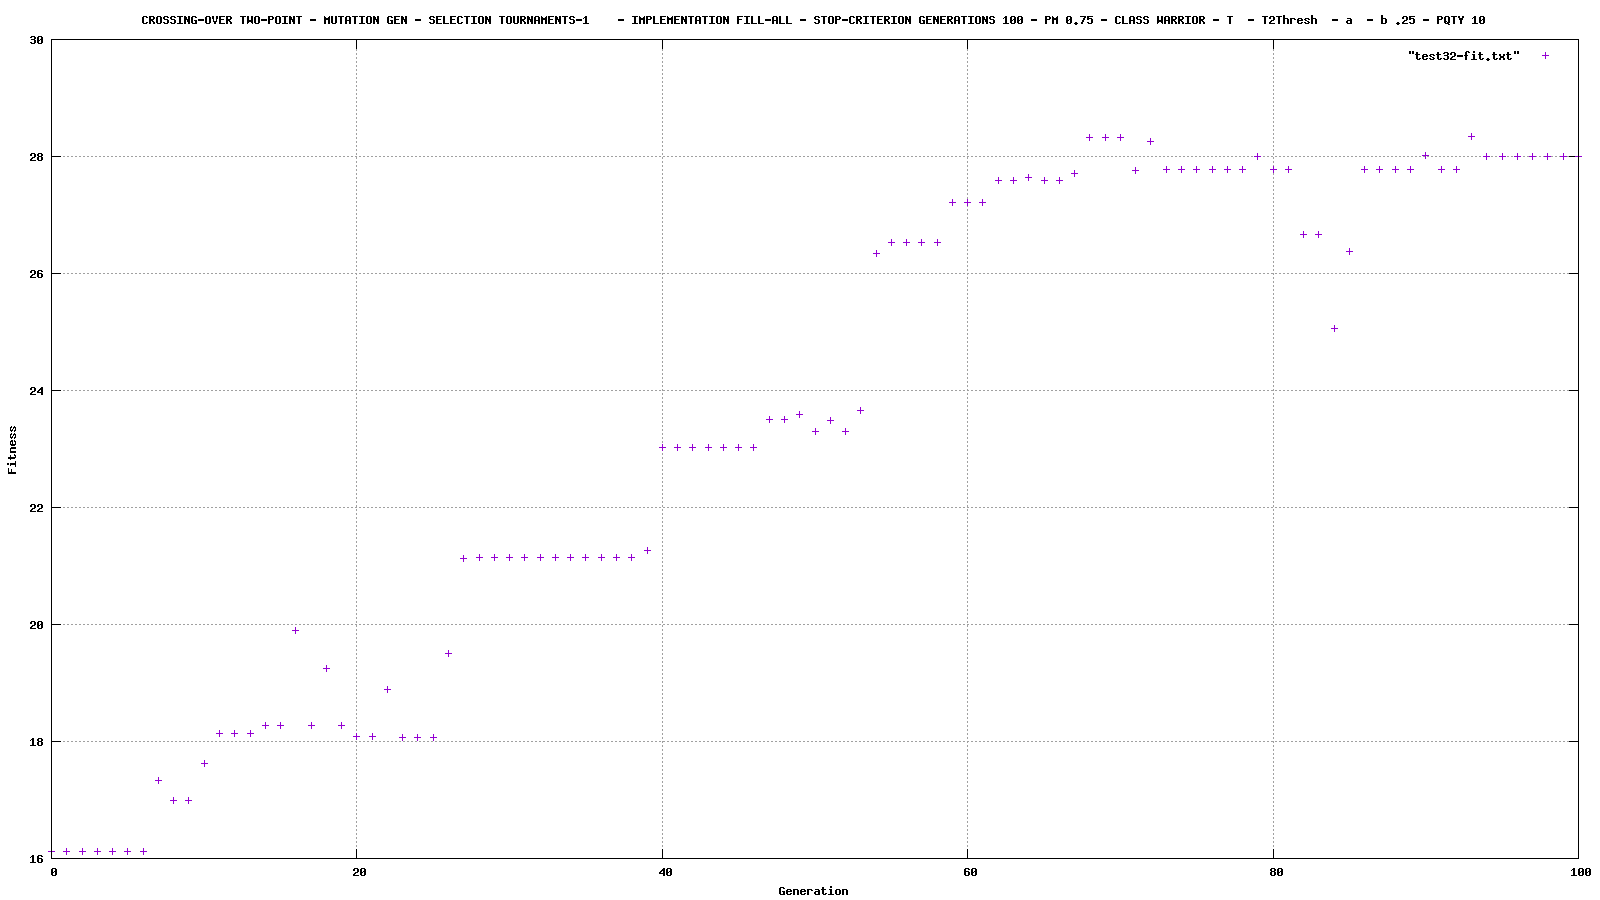 CROSSING-OVER TWO-POINT - MUTATION GEN - SELECTION TOURNAMENTS-1    - IMPLEMENTATION FILL-ALL - STOP-CRITERION GENERATIONS 100 - PM 0.75 - CLASS WARRIOR - T  - T2Thresh  - a  - b .25 - PQTY 10
"test32-fit.txt"
30
28
26
24
22
20
18
16
Fitness
0 20 40 60 80 100
Generation